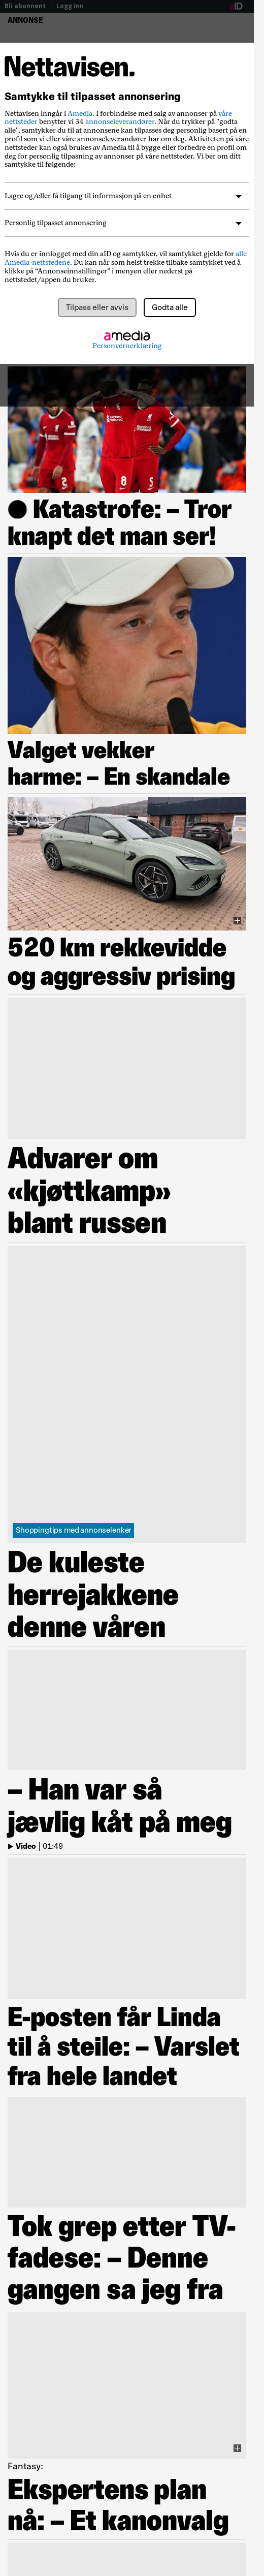 Bli abonnent | Logg inn
aID
ANNONSE
Nettavisen.
Samtykke til tilpasset annonsering
Nettavisen inngår i Amedia. I forbindelse med salg av annonser på våre
nettsteder benytter vi 34 annonseleverandører. Når du trykker på "godta
alle", samtykker du til at annonsene kan tilpasses deg personlig basert på en
profil som vi eller våre annonseleverandører har om deg. Aktiviteten på våre
nettsteder kan også brukes av Amedia til å bygge eller forbedre en profil om
deg for personlig tilpasning av annonser på våre nettsteder. Vi ber om ditt
samtykke til følgende:
Lagre og/eller få tilgang til informasjon på en enhet
Personlig tilpasset annonsering
Hvis du er innlogget med din aID og samtykker, vil samtykket gjelde for alle
Amedia-nettstedene. Du kan når som helst trekke tilbake samtykket ved å
klikke på “Annonseinnstillinger” i menyen eller nederst på
nettstedet/appen du bruker.
Tilpass eller avvis
Godta alle
amedia
Personvernerklæring
Katastrofe: – Tror
knapt det man ser!
Valget vekker
harme: – En skandale
520 km rekkevidde
og aggressiv prising
Advarer om
«kjøttkamp»
blant russen
Shoppingtips med annonselenker
De kuleste
herrejakkene
denne våren
– Han var så
jævlig kåt på meg
Video | 01:49
E-posten får Linda
til å steile: – Varslet
fra hele landet
Tok grep etter TV-
fadese: – Denne
gangen sa jeg fra
Fantasy:
Ekspertens plan
nå: – Et kanonvalg